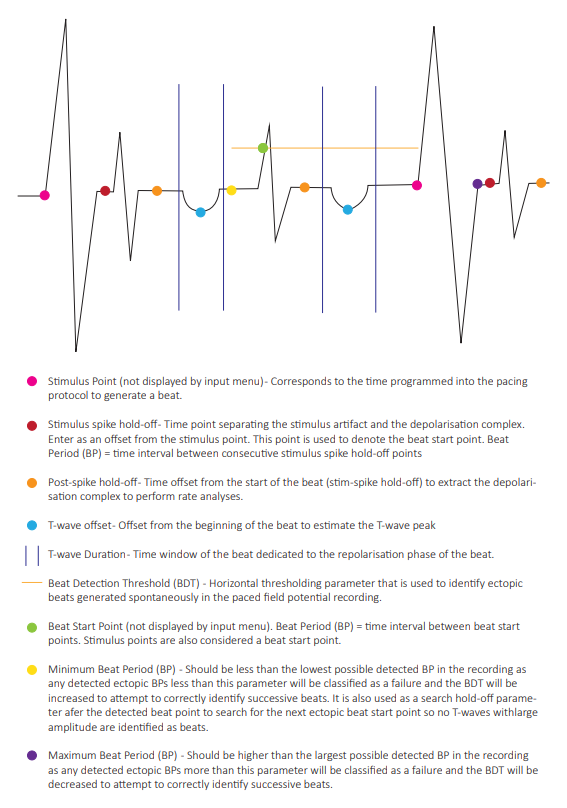 Stimulus Point (not displayed by input menu)- Corresponds to the time programmed into the pacing
protocol to generate a beat.
Stimulus spike hold-off- Time point separating the stimulus artifact and the depolarisation complex.
Enter as an offset from the stimulus point. This point is used to denote the beat start point. Beat
Period (BP) = time interval between consecutive stimulus spike hold-off points
Post-spike hold-off- Time offset from the start of the beat (stim-spike hold-off) to extract the depolari-
sation complex to perform rate analyses.
T-wave offset- Offset from the beginning of the beat to estimate the T-wave peak
T-wave Duration- Time window of the beat dedicated to the repolarisation phase of the beat.
Beat Detection Threshold (BDT) - Horizontal thresholding parameter that is used to identify ectopic
beats generated spontaneously in the paced field potential recording.
Beat Start Point (not displayed by input menu). Beat Period (BP) = time interval between beat start
points. Stimulus points are also considered a beat start point.
Minimum Beat Period (BP) - Should be less than the lowest possible detected BP in the recording as
any detected ectopic BPs less than this parameter will be classified as a failure and the BDT will be
increased to attempt to correctly identify successive beats. It is also used as a search hold-off parame-
ter afer the detected beat point to search for the next ectopic beat start point so no T-waves withlarge
amplitude are identified as beats.
Maximum Beat Period (BP) - Should be higher than the largest possible detected BP in the recording
as any detected ectopic BPs more than this parameter will be classified as a failure and the BDT will be
decreased to attempt to correctly identify successive beats.